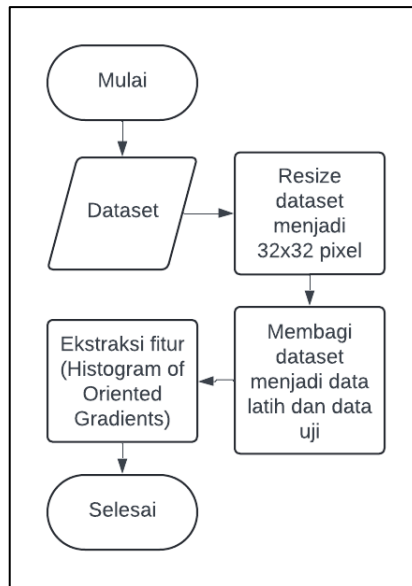 Mulai
Dataset
Resize
dataset
menjadi
32x32 pixel
Membagi
dataset
menjadi data
latih dan data
uji
Ekstraksi fitur
(Histogram of
Oriented
Gradients)
Selesai